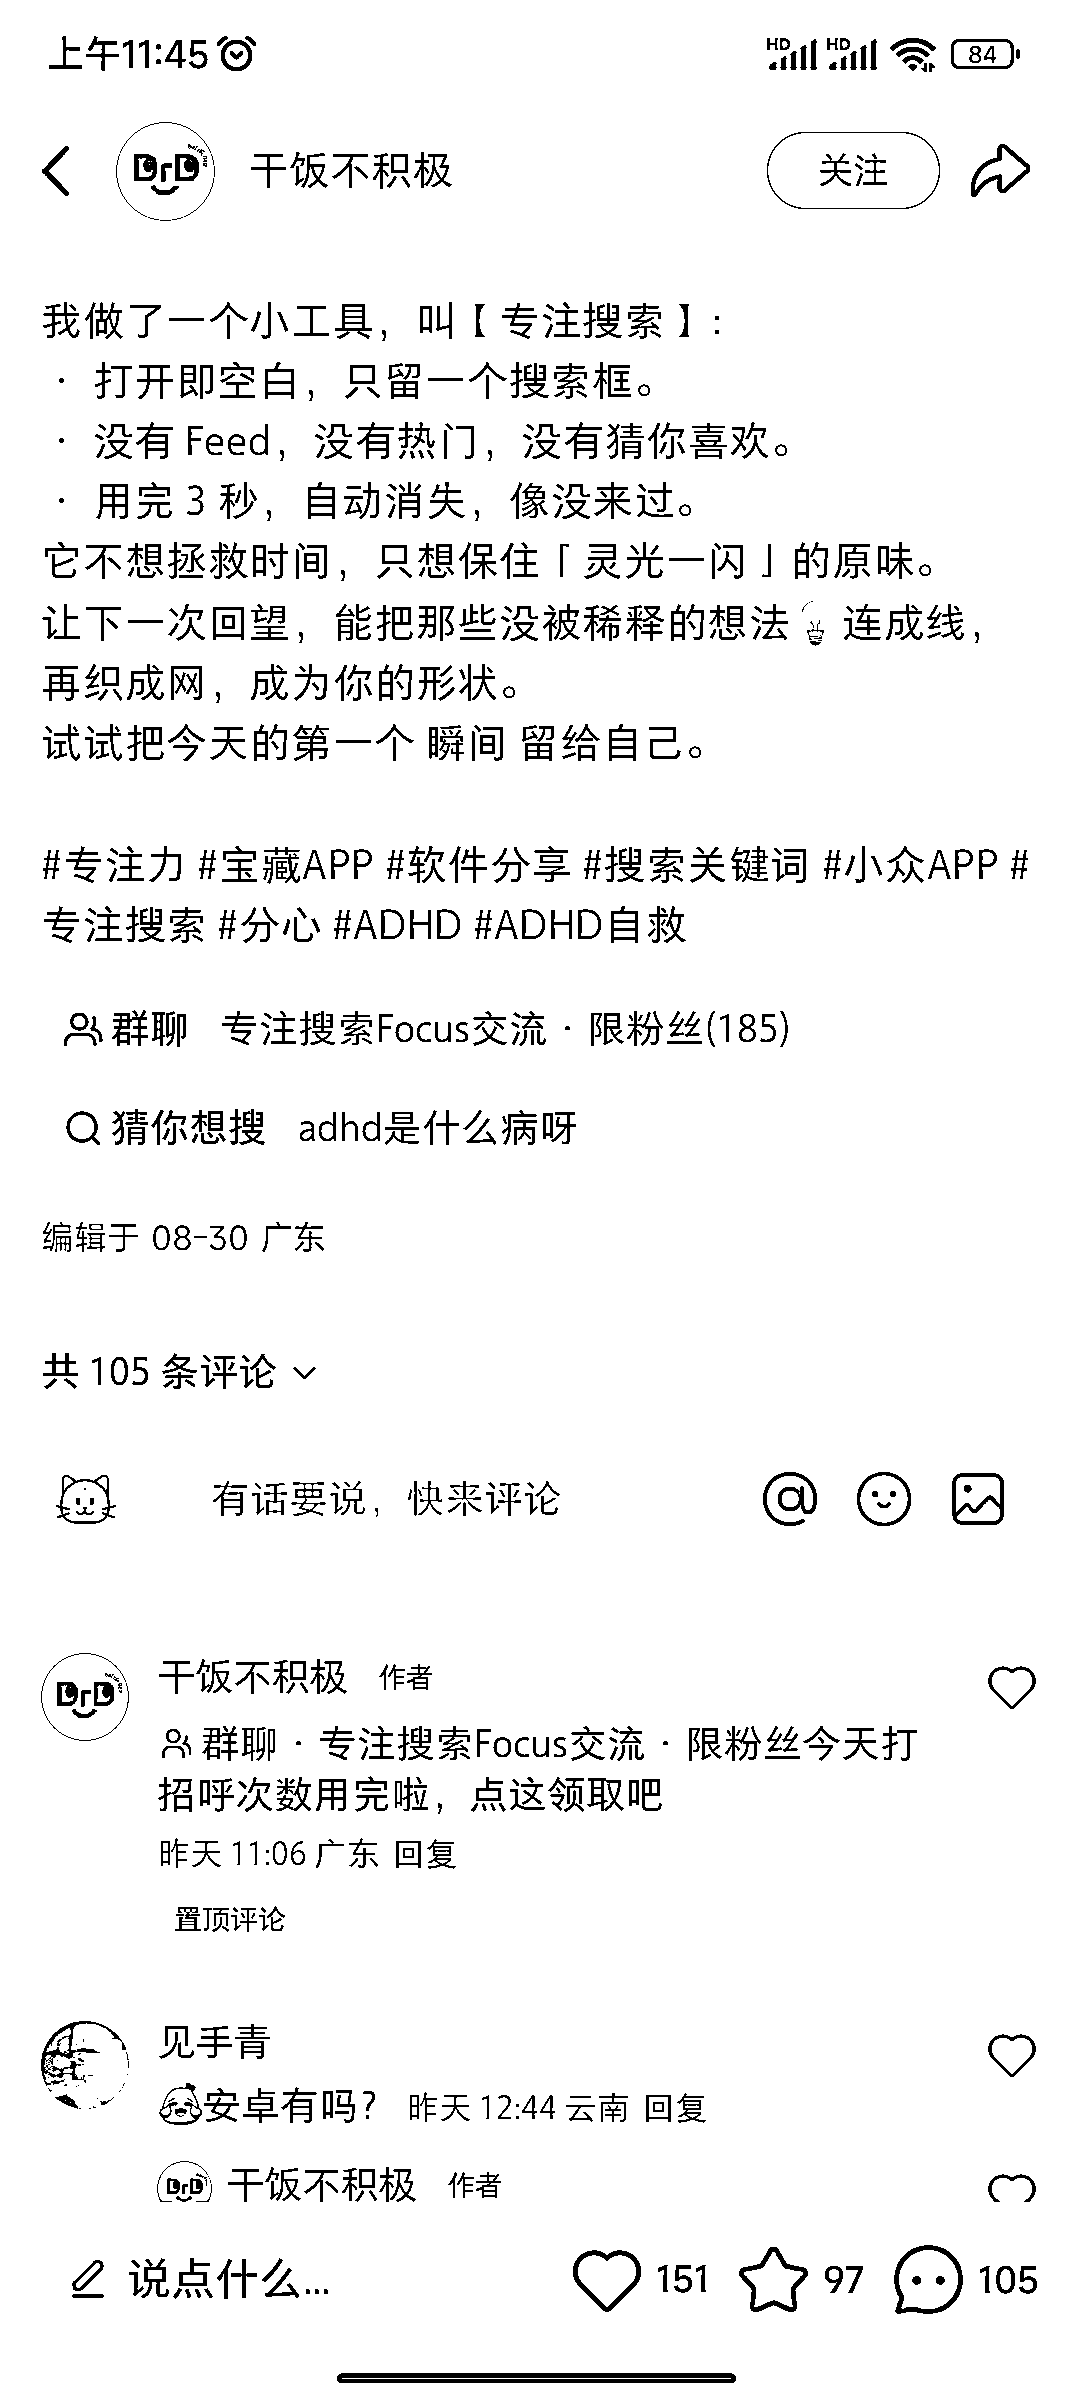 上午11:45
HD HD 84
DrD 干饭不积极 关注
我做了一个小工具，叫【 专注搜索 】：
· 打开即空白，只留一个搜索框。
· 没有 Feed，没有热门，没有猜你喜欢。
· 用完 3 秒，自动消失，像没来过。
它不想拯救时间，只想保住「 灵光一闪 」的原味。
让下一次回望，能把那些没被稀释的想法 连成线，
再织成网，成为你的形状。
试试把今天的第一个 瞬间 留给自己。
#专注力 #宝藏APP #软件分享 #搜索关键词 #小众APP #
专注搜索 #分心 #ADHD #ADHD自救
群聊 专注搜索Focus交流 · 限粉丝(185)
猜你想搜 adhd是什么病呀
编辑于 08-30 广东
共 105 条评论
有话要说，快来评论
DrD 干饭不积极 作者
群聊 · 专注搜索Focus交流 · 限粉丝今天打
招呼次数用完啦，点这领取吧
昨天 11:06 广东 回复
置顶评论
见手青
安卓有吗? 昨天 12:44 云南 回复
DrD 干饭不积极 作者
说点什么... 151 97 105